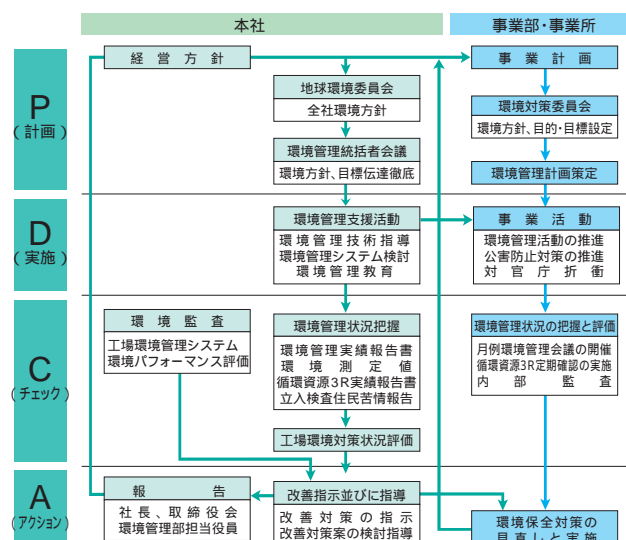 本社
事業部・事業所
P
(計画)
経営方針
地球環境委員会
全社環境方針
環境管理統括者会議
環境方針、目標伝達徹底
事業計画
環境対策委員会
環境方針、目的・目標設定
環境管理計画策定
D
(実施)
環境管理支援活動
環境管理技術指導
環境管理システム検討
環境管理教育
事業活動
環境管理活動の推進
公害防止対策の推進
対官庁折衝
C
(チェック)
環境監査
工場環境管理システム
環境パフォーマンス評価
環境管理状況把握
環境管理実績報告書
環境測定値
循環資源3R実績報告書
立入検査住民苦情報告
工場環境対策状況評価
環境管理状況の把握と評価
月例環境管理会議の開催
循環資源3R定期確認の実施
内部監査
A
(アクション)
報告
社長、取締役会
環境管理部担当役員
改善指示並びに指導
改善対策の指示
改善対策案の検討指導
環境保全対策の
見直しと実施